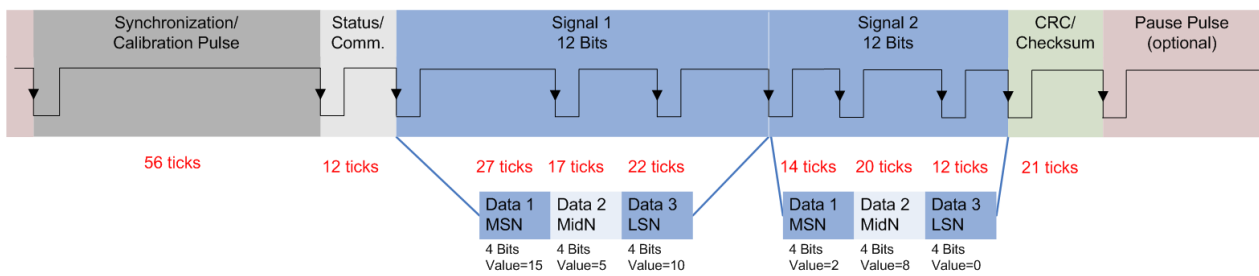 Synchronization/
Calibration Pulse
Status/
Comm.
Signal 1
12 Bits
Signal 2
12 Bits
CRC/
Checksum
Pause Pulse
(optional)
56 ticks
12 ticks
27 ticks
17 ticks
22 ticks
14 ticks
20 ticks
12 ticks
21 ticks
Data 1
MSN
Data 2
MidN
Data 3
LSN
Data 1
MSN
Data 2
MidN
Data 3
LSN
4 Bits
Value=15
4 Bits
Value=5
4 Bits
Value=10
4 Bits
Value=2
4 Bits
Value=8
4 Bits
Value=0